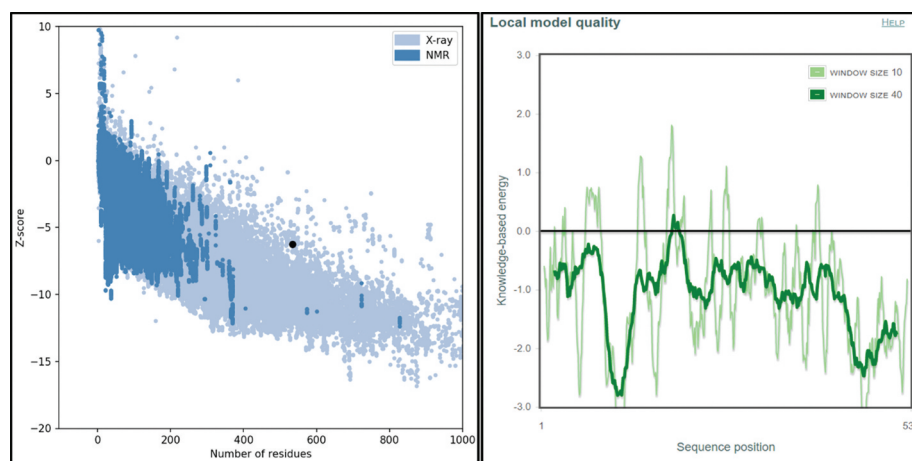 10
5
0
−5
−10
−15
−20
Z-score
0
200
400
600
800
1000
Number of residues
X-ray
NMR
Local model quality
HELP
3.0
2.0
1.0
0.0
-1.0
-2.0
-3.0
Knowledge-based energy
WINDOW SIZE 10
WINDOW SIZE 40
1
53
Sequence position